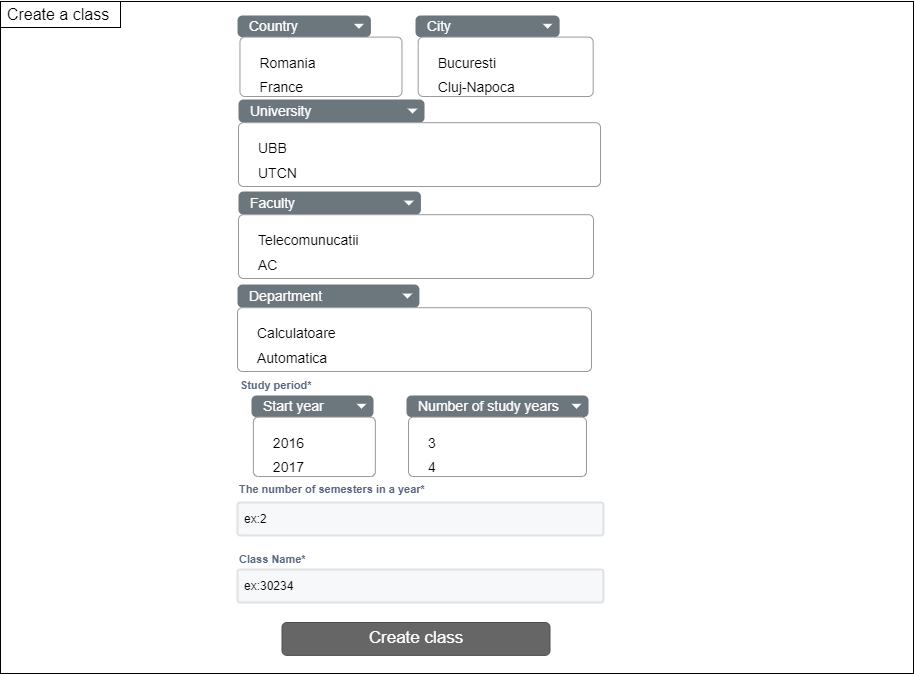 Create a class
Country City
Romania Bucuresti
France Cluj-Napoca
University
UBB
UTCN
Faculty
Telecomunucatii
AC
Department
Calculatoare
Automatica
Study period*
Start year Number of study years
2016 3
2017 4
The number of semesters in a year*
ex:2
Class Name*
ex:30234
Create class